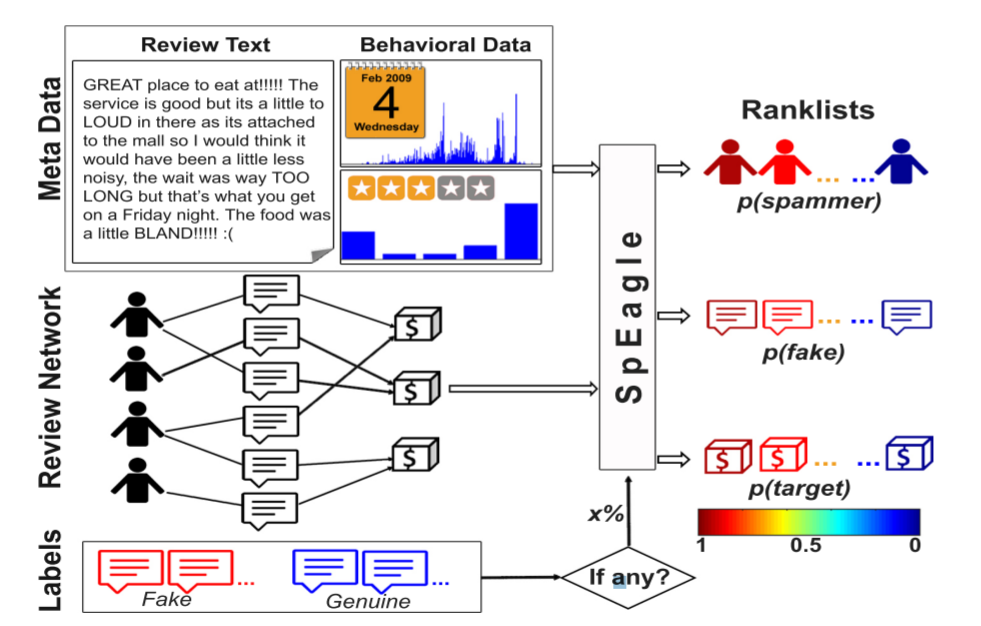 Meta Data
Review Text
GREAT place to eat at!!!!! The
service is good but its a little to
LOUD in there as its attached
to the mall so I would think it
would have been a little less
noisy, the wait was way TOO
LONG but that's what you get
on a Friday night. The food was
a little BLAND!!!!! :(
Behavioral Data
Feb 2009
4
Wednesday
Review Network
$
$
$
Labels
Fake
...
Genuine
...
If any?
x%
SpEagle
Ranklists
... ...
p(spammer)
... ...
p(fake)
$ $ ... ... $
p(target)
1 0.5 0